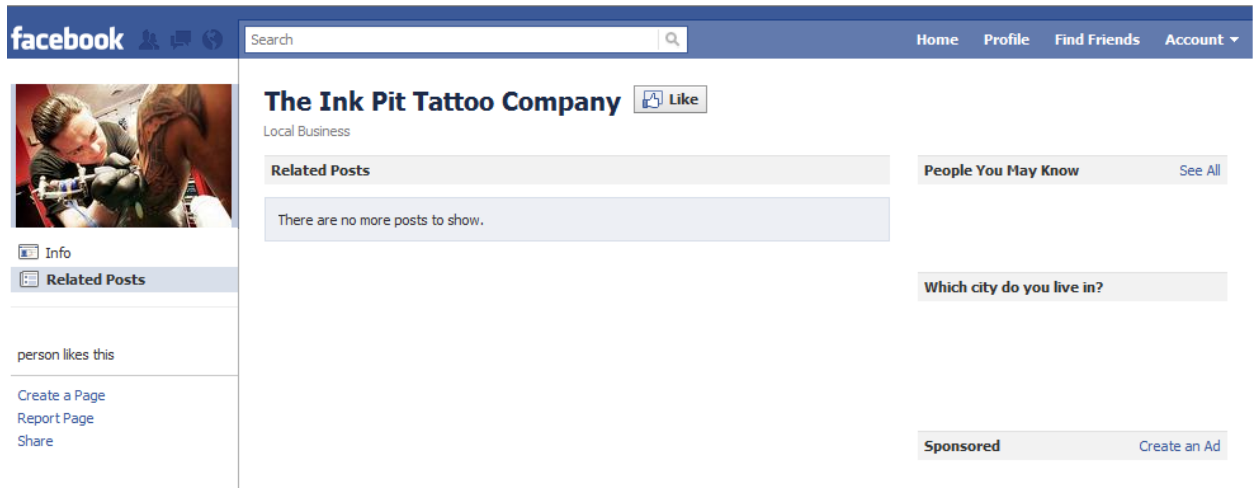 facebook
Search
Home Profile Find Friends Account
The Ink Pit Tattoo Company Like
Local Business
Related Posts
There are no more posts to show.
Info
Related Posts
person likes this
Create a Page
Report Page
Share
People You May Know See All
Which city do you live in?
Sponsored Create an Ad